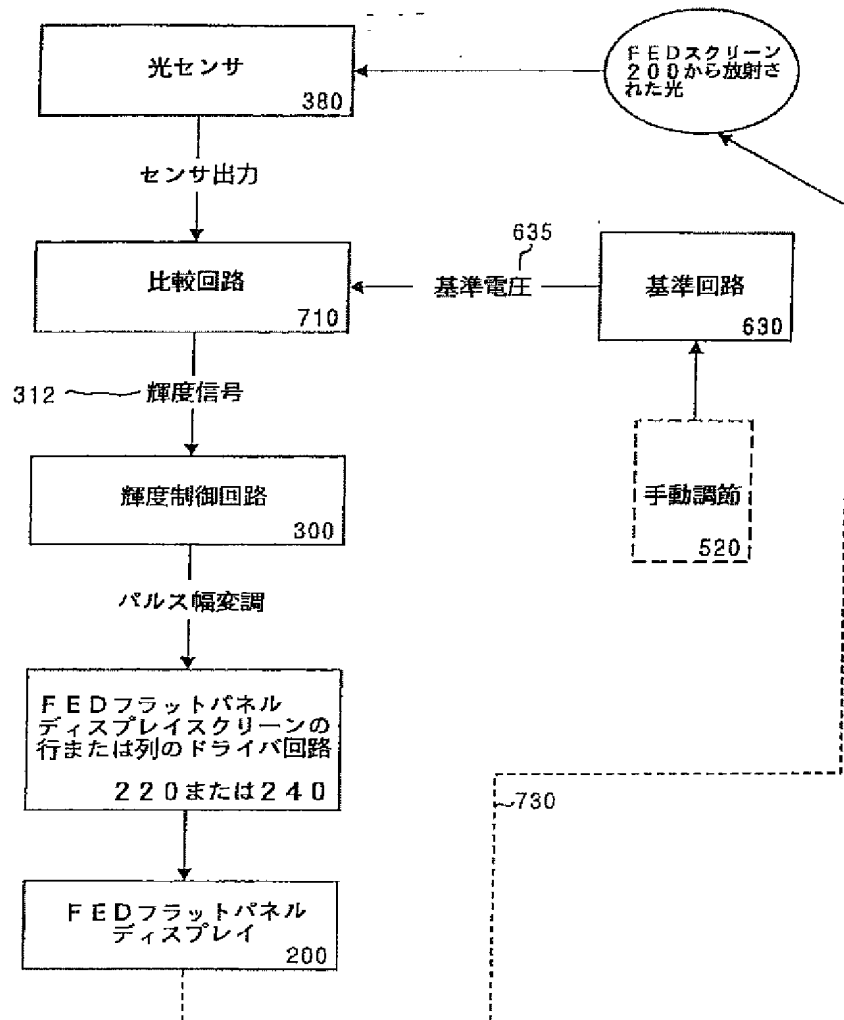 光センサ
380
FEDスクリーン
200から放射さ
れた光
センサ出力
635
比較回路
710
基準電圧
基準回路
630
312
輝度信号
輝度制御回路
300
手動調節
520
パルス幅変調
FEDフラットパネル
ディスプレイスクリーンの
行または列のドライバ回路
220または240
730
FEDフラットパネル
ディスプレイ
200